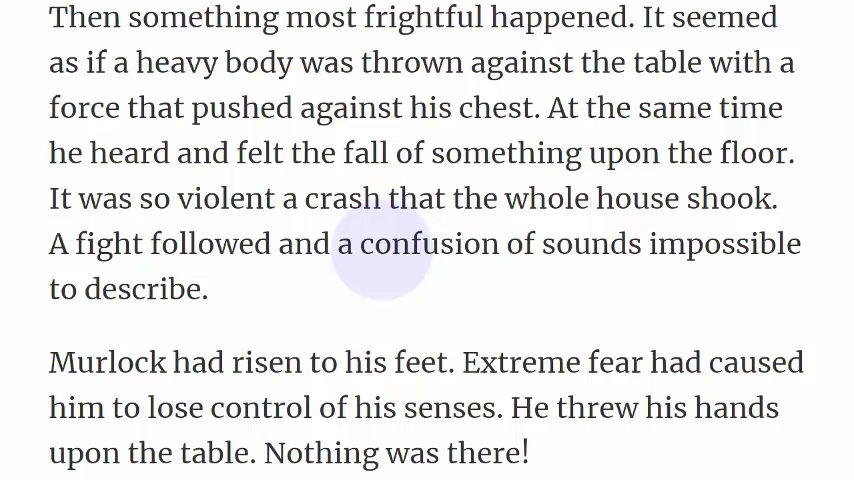 Then something most frightful happened. It seemed
as if a heavy body was thrown against the table with a
force that pushed against his chest. At the same time
he heard and felt the fall of something upon the floor.
It was so violent a crash that the whole house shook.
A fight followed and a confusion of sounds impossible
to describe.
Murlock had risen to his feet. Extreme fear had caused
him to lose control of his senses. He threw his hands
upon the table. Nothing was there!